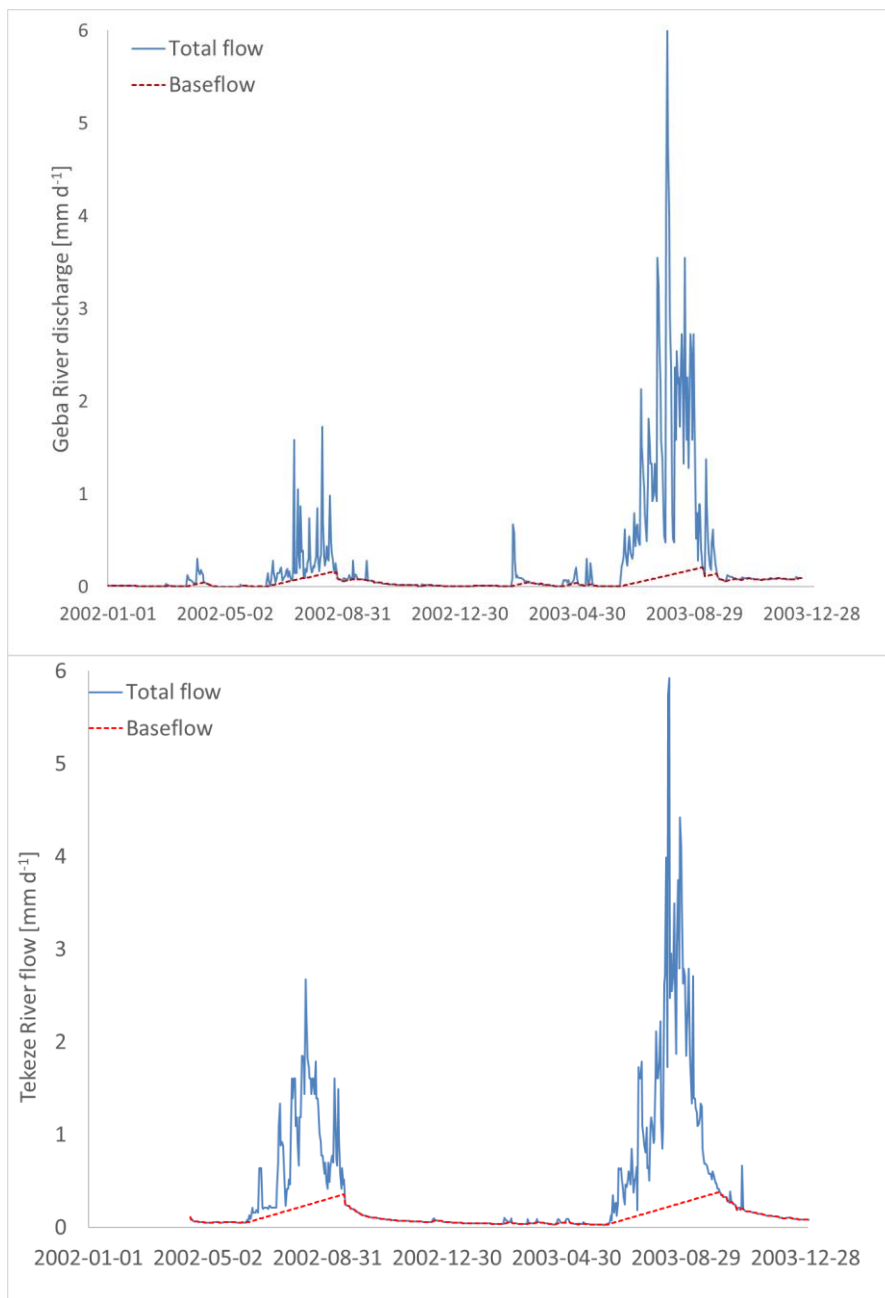 6
Total flow
Baseflow
5
4
3
2
1
0
Geba River discharge [mm d⁻¹]
2002-01-01 2002-05-02 2002-08-31 2002-12-30 2003-04-30 2003-08-29 2003-12-28
6
Total flow
Baseflow
5
4
3
2
1
0
Tekeze River flow [mm d⁻¹]
2002-01-01 2002-05-02 2002-08-31 2002-12-30 2003-04-30 2003-08-29 2003-12-28